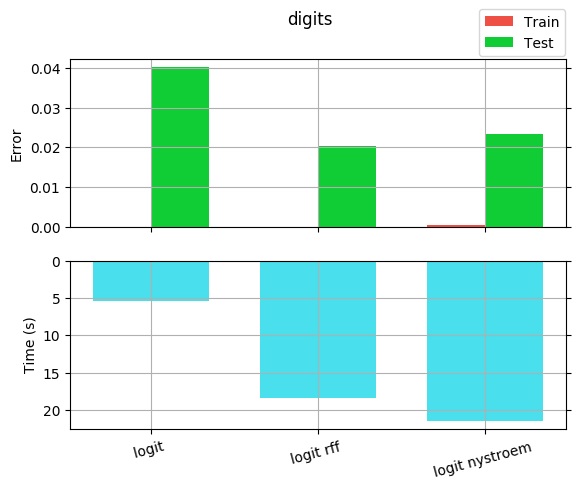 digits
Train
Test
Error
0.04
0.03
0.02
0.01
0.00
Time (s)
0
5
10
15
20
logit
logit rff
logit nystroem